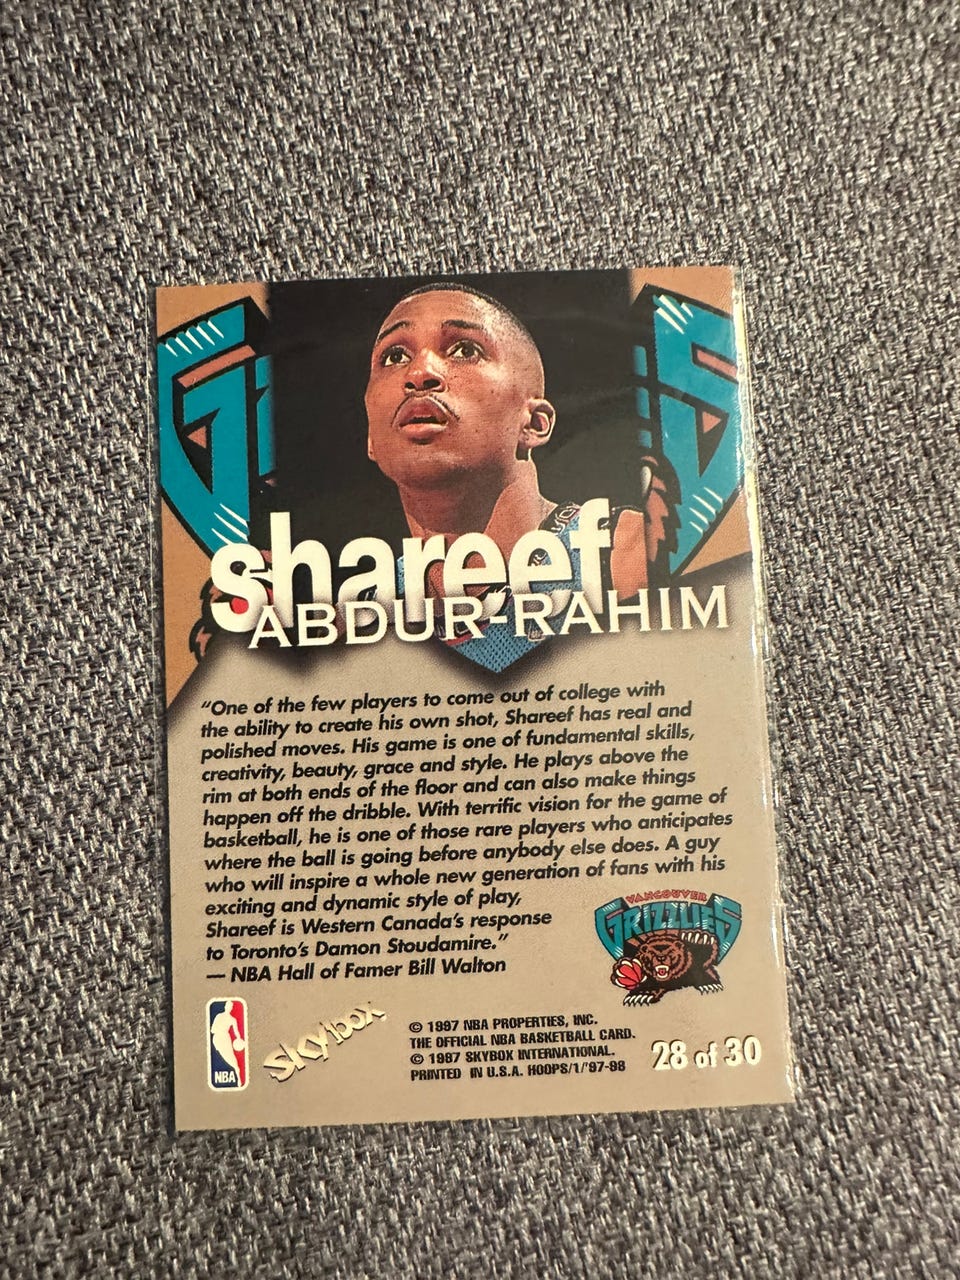 shareef
ABDUR-RAHIM
“One of the few players to come out of college with
the ability to create his own shot, Shareef has real and
polished moves. His game is one of fundamental skills,
creativity, beauty, grace and style. He plays above the
rim at both ends of the floor and can also make things
happen off the dribble. With terrific vision for the game of
basketball, he is one of those rare players who anticipates
where the ball is going before anybody else does. A guy
who will inspire a whole new generation of fans with his
exciting and dynamic style of play,
Shareef is Western Canada’s response
to Toronto’s Damon Stoudamire.”
— NBA Hall of Famer Bill Walton
VANCOUVER
GRIZZLIES
NBA
skybox
© 1997 NBA PROPERTIES, INC.
THE OFFICIAL NBA BASKETBALL CARD.
© 1997 SKYBOX INTERNATIONAL.
PRINTED IN U.S.A. HOOPS/1/'97-98
28 of 30